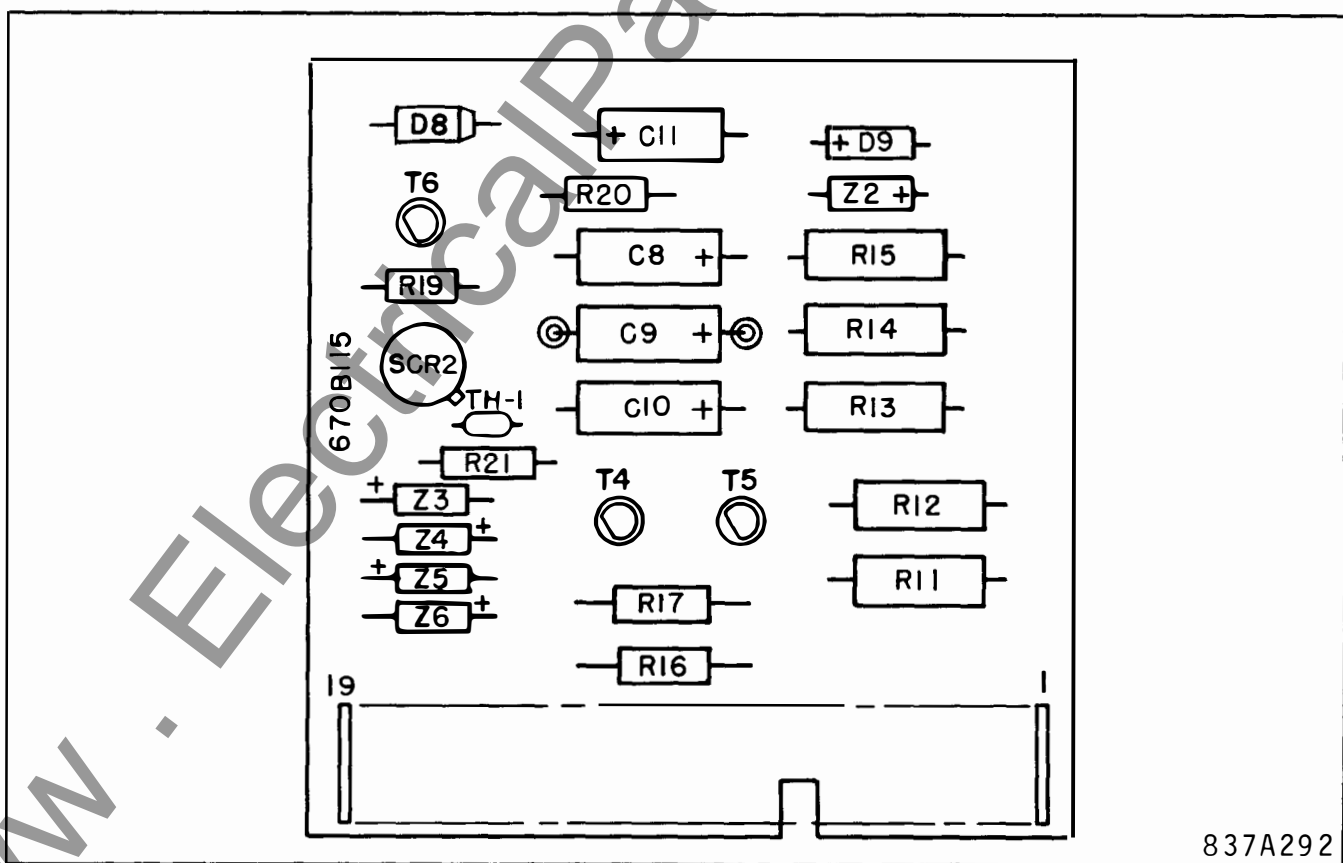 D8
+ C11
+ D9
T6
R20
Z2 +
C8 +
R15
R19
C9 +
R14
SCR2
670B115
TH-1
C10 +
R13
R21
+ Z3
T4
T5
R12
Z4 +
+ Z5
R11
Z6 +
R17
R16
19
1
837A292
w . ElectricalPa